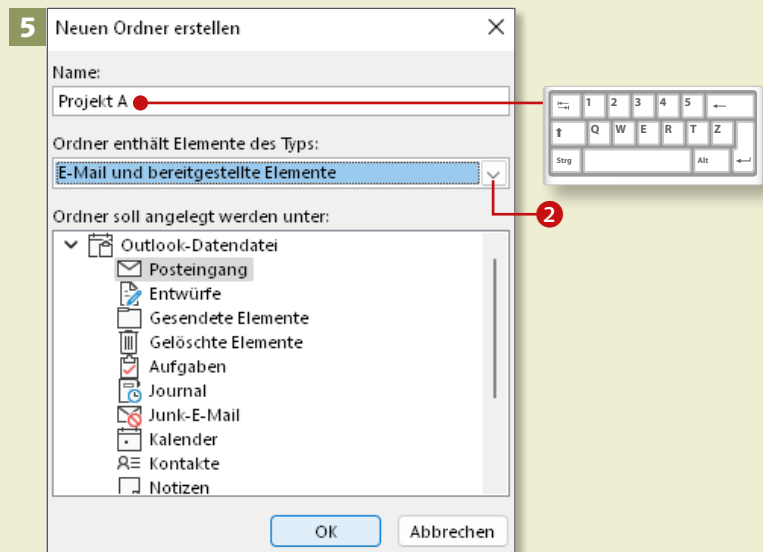 5
Neuen Ordner erstellen
Name:
Projekt A
Ordner enthält Elemente des Typs:
E-Mail und bereitgestellte Elemente
2
Ordner soll angelegt werden unter:
Outlook-Datendatei
Posteingang
Entwürfe
Gesendete Elemente
Gelöschte Elemente
Aufgaben
Journal
Junk-E-Mail
Kalender
Kontakte
Notizen
OK Abbrechen
1 2 3 4 5
Q W E R T Z
Strg Alt